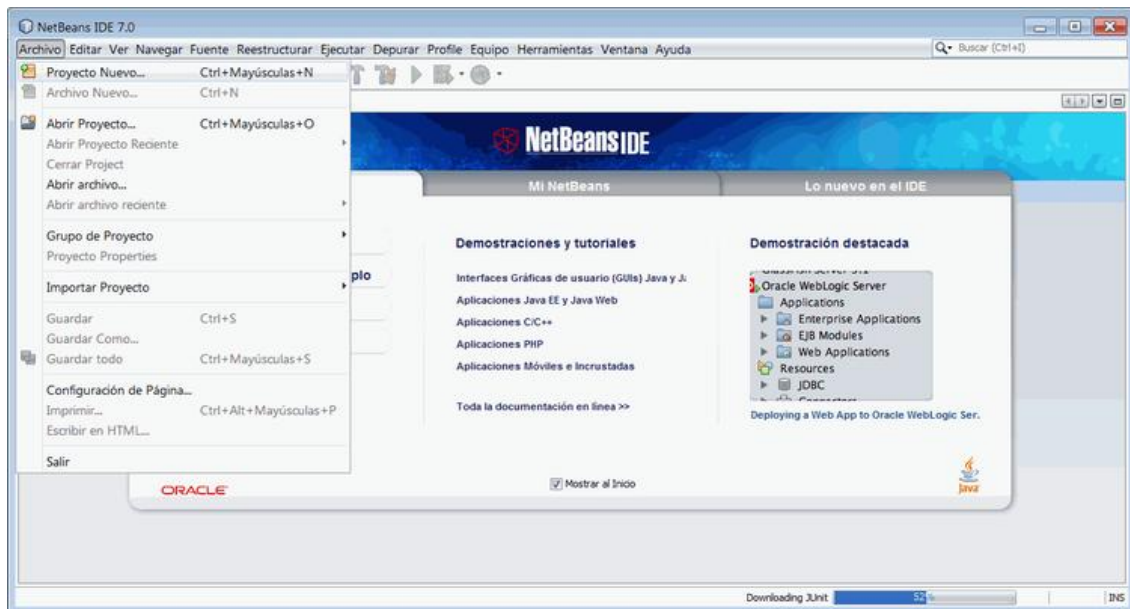 NetBeans IDE 7.0
Archivo Editar Ver Navegar Fuente Reestructurar Ejecutar Depurar Profile Equipo Herramientas Ventana Ayuda
Buscar (Ctrl+I)
Proyecto Nuevo... Ctrl+Mayúsculas+N
Archivo Nuevo... Ctrl+N
Abrir Proyecto... Ctrl+Mayúsculas+O
Abrir Proyecto Reciente
Cerrar Project
Abrir archivo...
Abrir archivo reciente
Grupo de Proyecto
Proyecto Properties
Importar Proyecto
Guardar Ctrl+S
Guardar Como...
Guardar todo Ctrl+Mayúsculas+S
Configuración de Página...
Imprimir... Ctrl+Alt+Mayúsculas+P
Escribir en HTML...
Salir
NetBeans IDE
Mi NetBeans
Lo nuevo en el IDE
plo
Demostraciones y tutoriales
Interfaces Gráficas de usuario (GUIs) Java y
Aplicaciones Java EE y Java Web
Aplicaciones C/C++
Aplicaciones PHP
Aplicaciones Móviles e Incrustadas
Toda la documentación en línea >>
Demostración destacada
Oracle WebLogic Server
Applications
Enterprise Applications
EJB Modules
Web Applications
Resources
JDBC
Deploying a Web App to Oracle WebLogic Ser.
ORACLE
Mostrar al Inicio
Java
Downloading JUnit 52%
INS